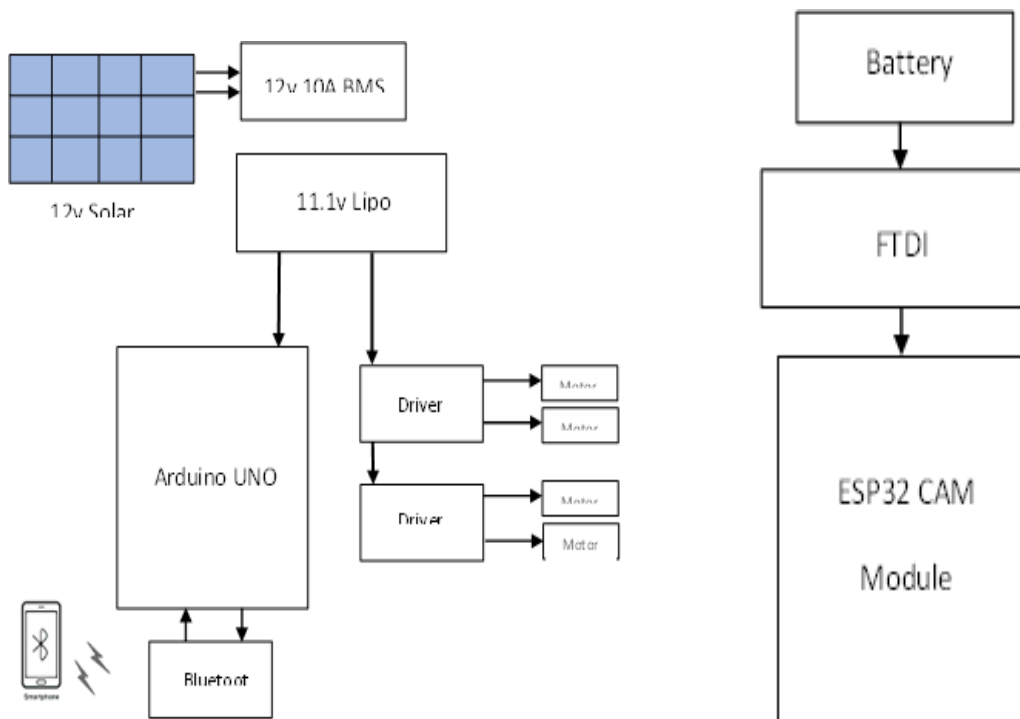 12v 10A BMS
12v Solar
11.1v Lipo
Driver
Motor
Motor
Arduino UNO
Driver
Motor
Motor
Smartphone
Bluetoot
Battery
FTDI
ESP32 CAM
Module